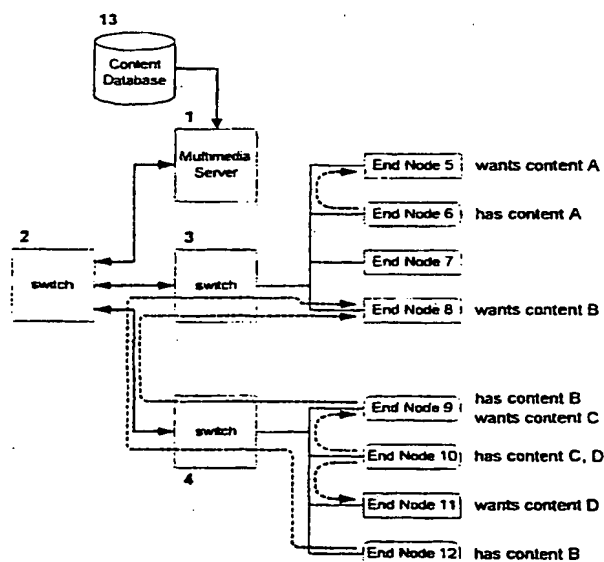 13
Content
Database
1
Multimedia
Server
End Node 5 wants content A
End Node 6 has content A
2
3
switch
switch
End Node 7
End Node 8 wants content B
End Node 9 has content B
wants content C
switch
End Node 10 has content C, D
4
End Node 11 wants content D
End Node 12 has content B